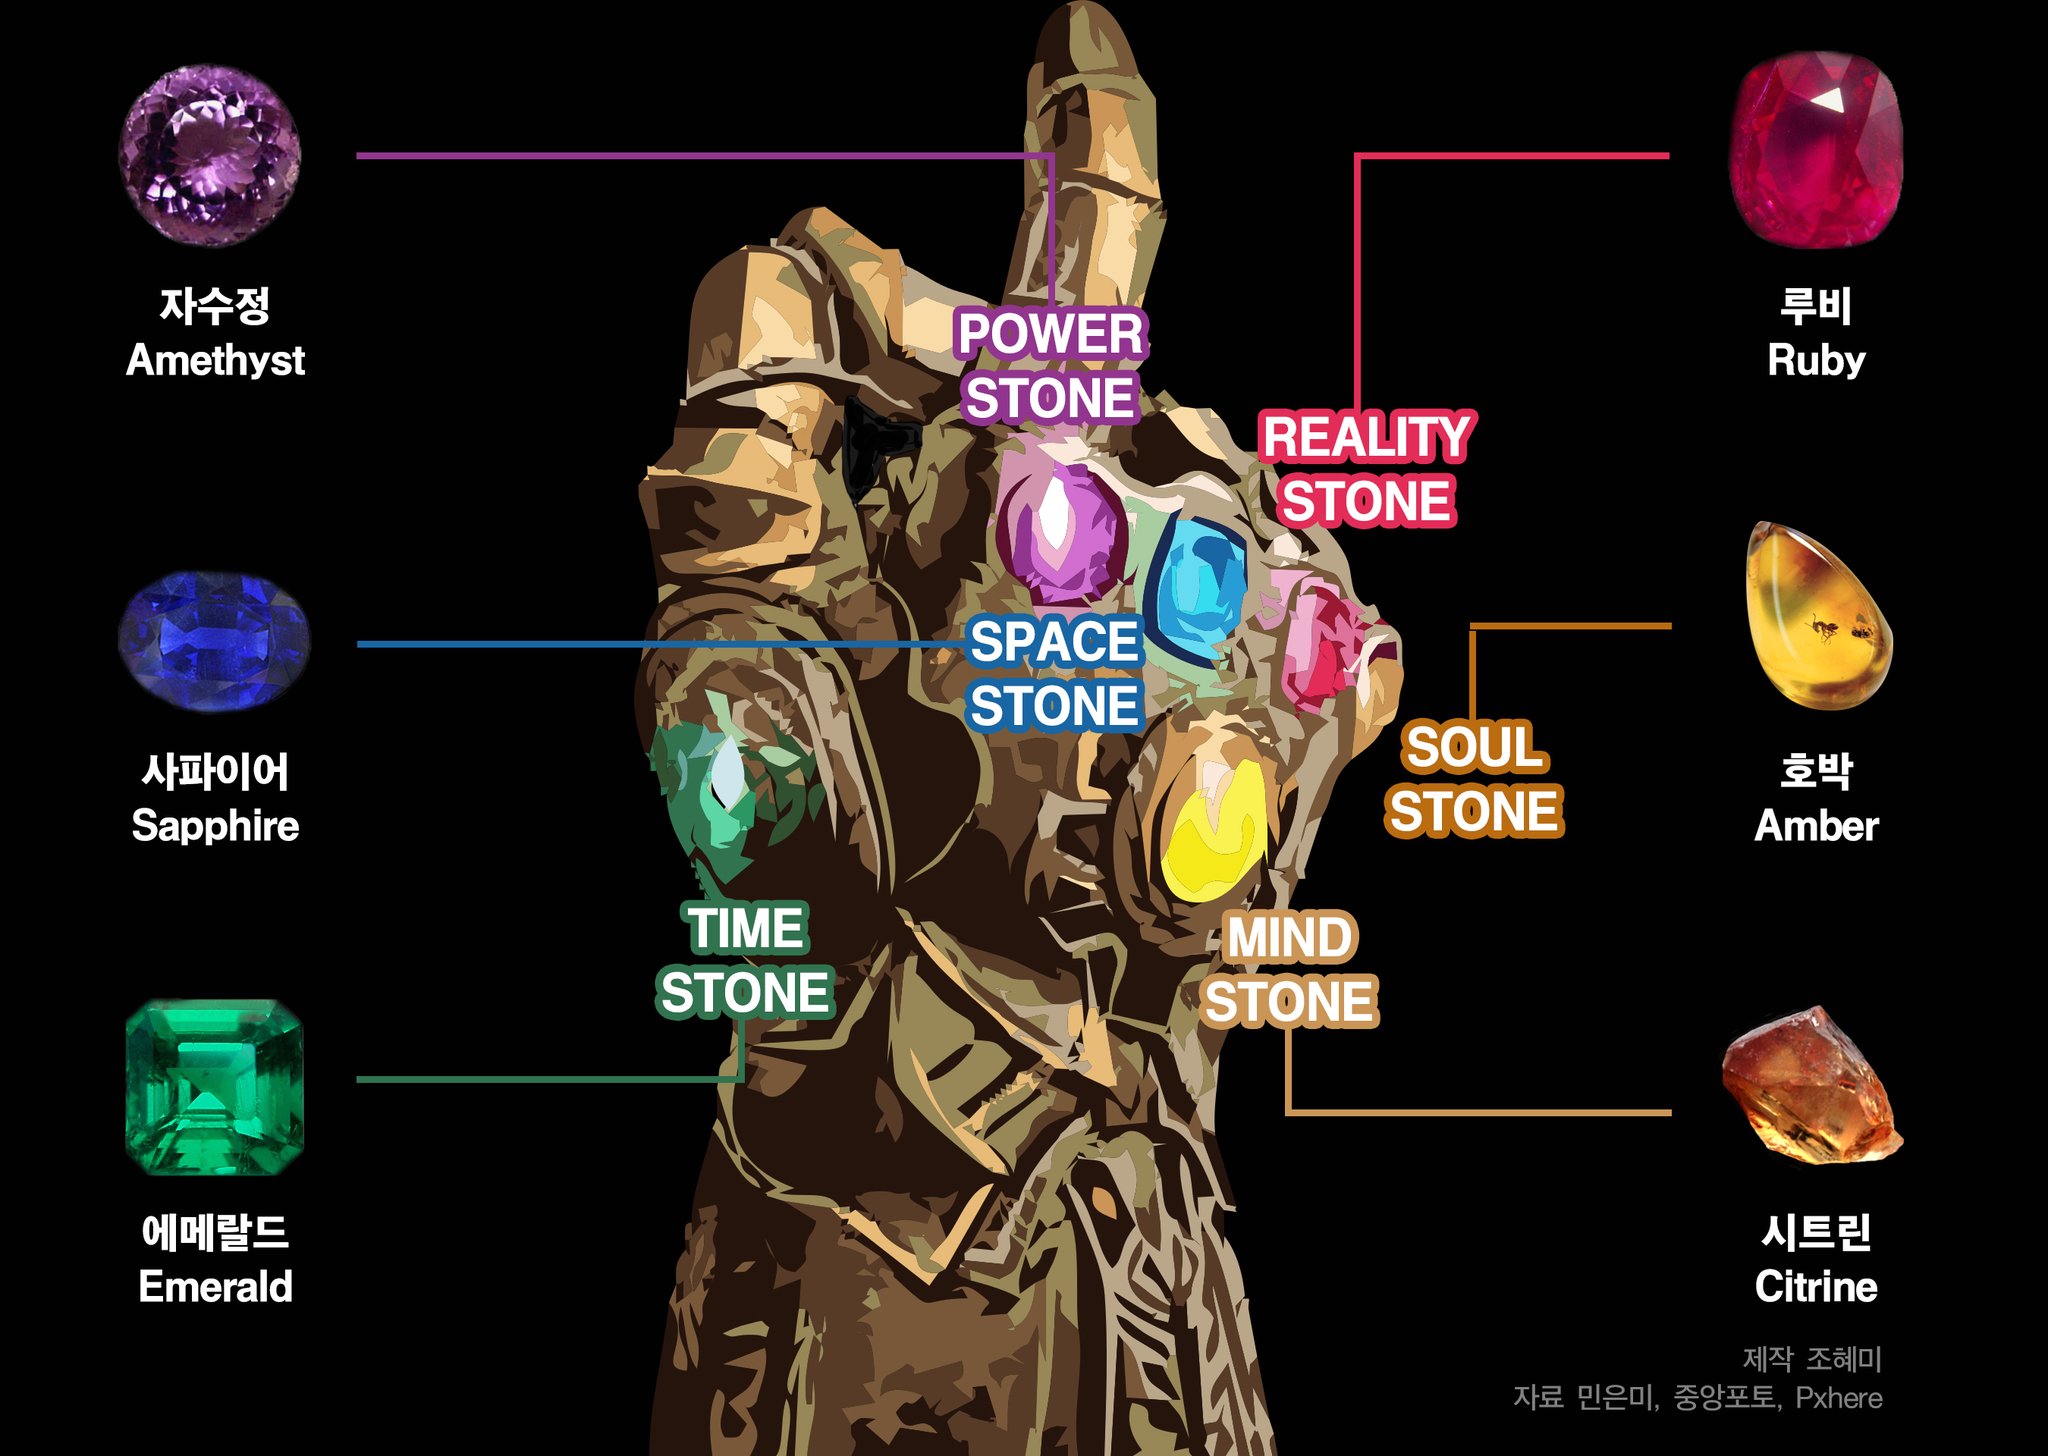 자수정
Amethyst
루비
Ruby
POWER
STONE
REALITY
STONE
사파이어
Sapphire
SPACE
STONE
SOUL
STONE
호박
Amber
TIME
STONE
MIND
STONE
에메랄드
Emerald
시트린
Citrine
제작 조혜미
자료 민은미, 중앙포토, Pxhere